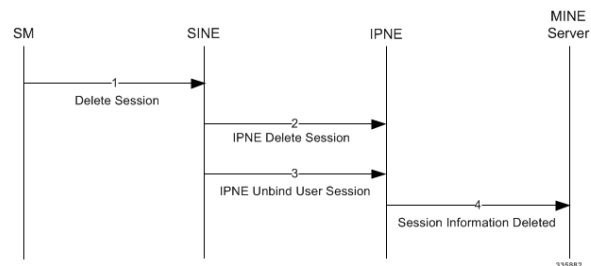 MINE
SM SINE IPNE Server
1
Delete Session
2
IPNE Delete Session
3
IPNE Unbind User Session
4
Session Information Deleted
335882